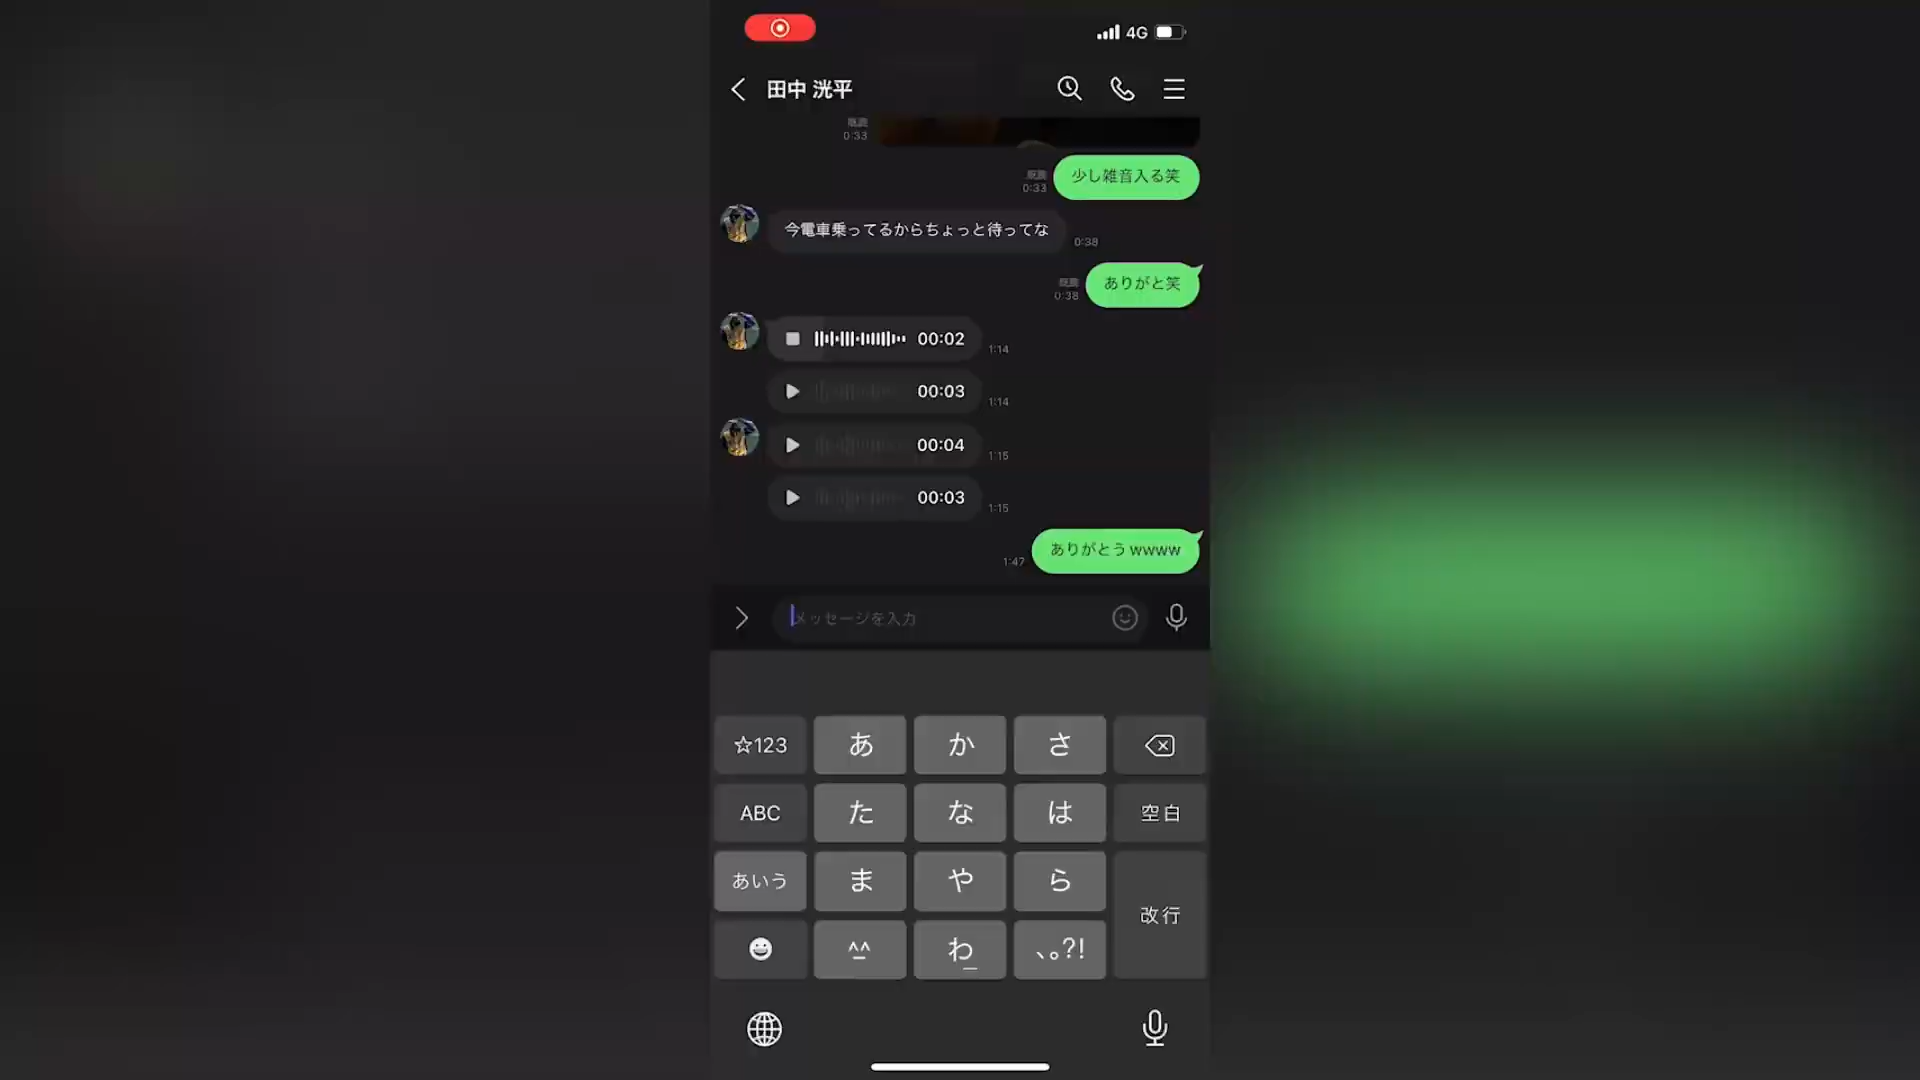 4G
田中 洸平
既読
0:33
既読
0:33
少し雑音入る笑
今電車乗ってるからちょっと待ってな
0:38
既読
0:38
ありがと笑
00:02
1:14
00:03
1:14
00:04
1:15
00:03
1:15
1:47
ありがとうwwww
メッセージを入力
☆123
あ
か
さ
ABC
た
な
は
空白
あいう
ま
や
ら
改行
^^
わ
、。?!